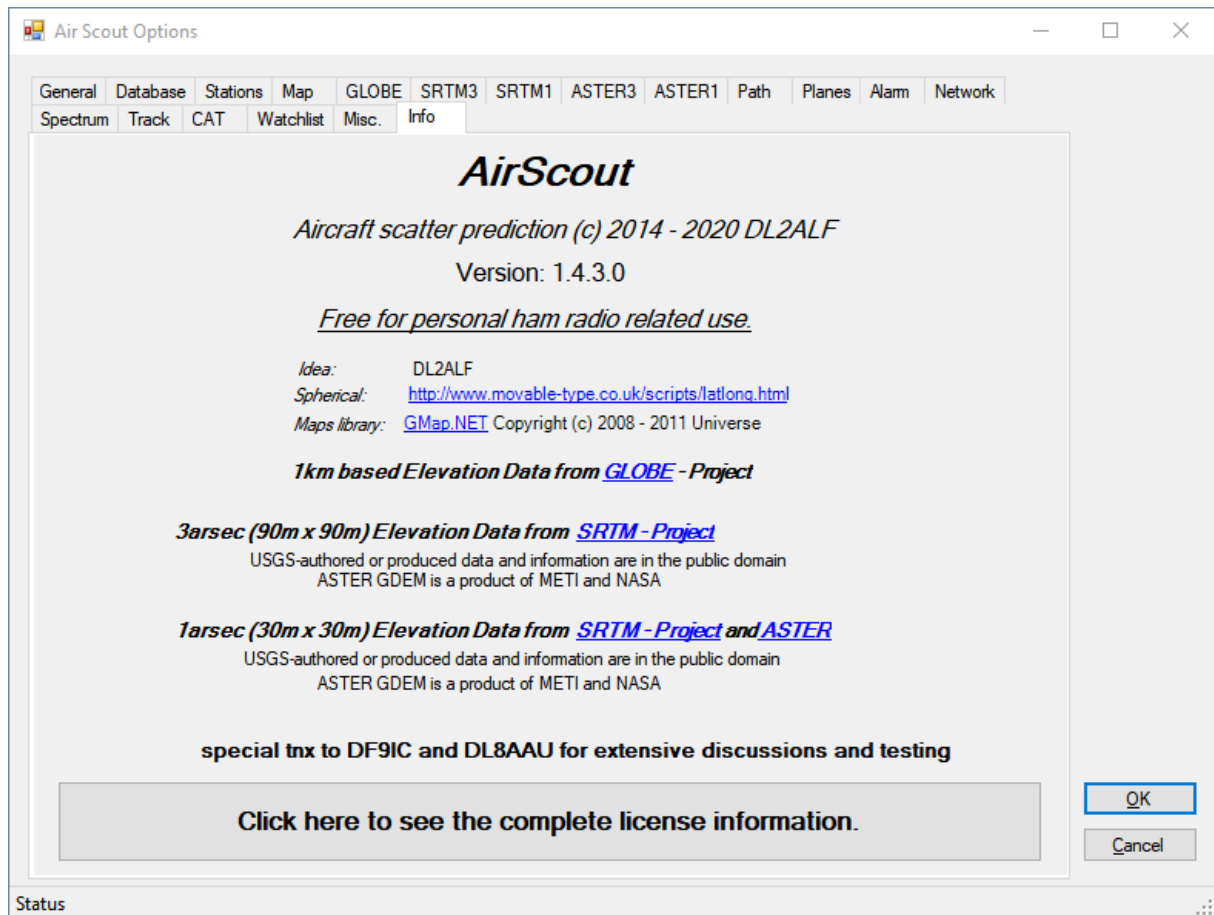 Air Scout Options
General Database Stations Map GLOBE SRTM3 SRTM1 ASTER3 ASTER1 Path Planes Alarm Network
Spectrum Track CAT Watchlist Misc. Info
AirScout
Aircraft scatter prediction (c) 2014 - 2020 DL2ALF
Version: 1.4.3.0
Free for personal ham radio related use.
Idea: DL2ALF
Spherical: http://www.movable-type.co.uk/scripts/latlong.html
Maps library: GMap.NET Copyright (c) 2008 - 2011 Universe
1km based Elevation Data from GLOBE - Project
3arsec (90m x 90m) Elevation Data from SRTM - Project
USGS-authored or produced data and information are in the public domain
ASTER GDEM is a product of METI and NASA
1arsec (30m x 30m) Elevation Data from SRTM - Project and ASTER
USGS-authored or produced data and information are in the public domain
ASTER GDEM is a product of METI and NASA
special tnx to DF9IC and DL8AAU for extensive discussions and testing
Click here to see the complete license information.
OK
Cancel
Status